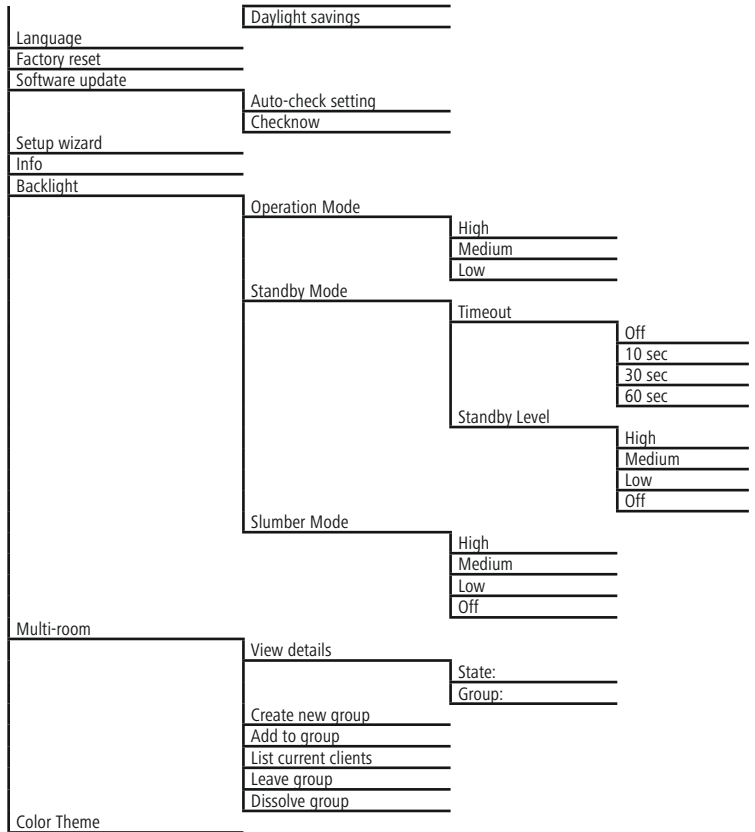 Daylight savings
Language
Factory reset
Software update
Auto-check setting
Checknow
Setup wizard
Info
Backlight
Operation Mode
High
Medium
Low
Standby Mode
Timeout
Off
10 sec
30 sec
60 sec
Standby Level
High
Medium
Low
Off
Slumber Mode
High
Medium
Low
Off
Multi-room
View details
State:
Group:
Create new group
Add to group
List current clients
Leave group
Dissolve group
Color Theme